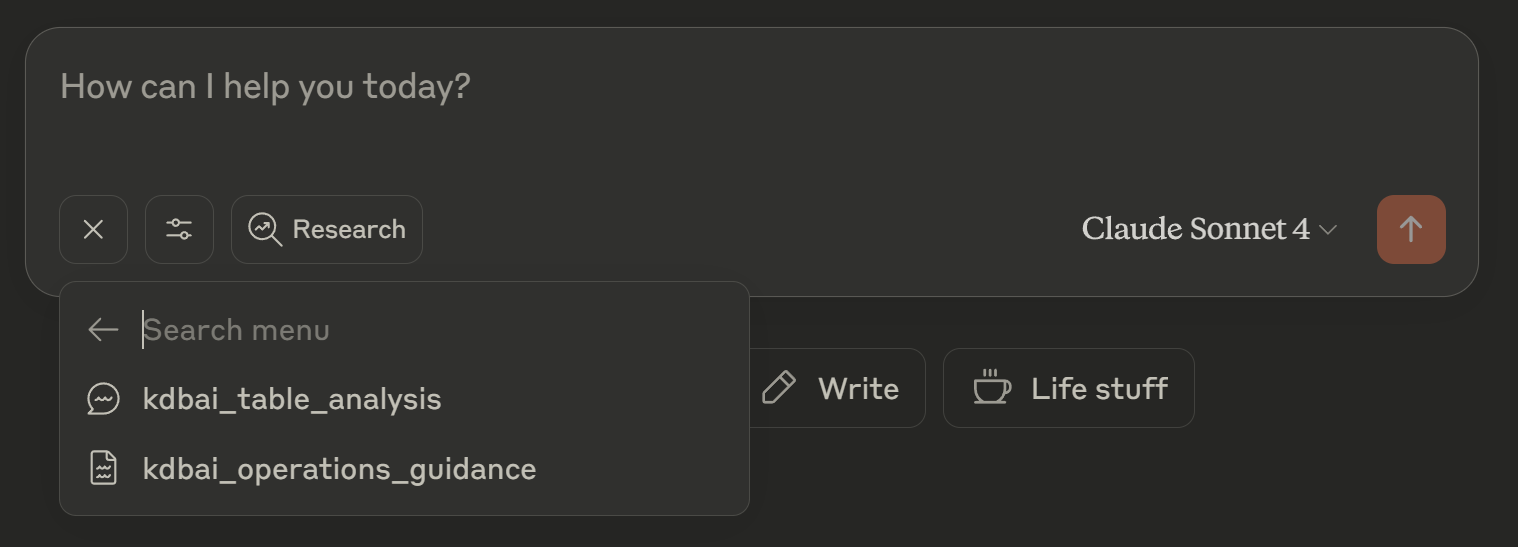 How can I help you today?
Research
Claude Sonnet 4
Search menu
kdbai_table_analysis
kdbai_operations_guidance
Write
Life stuff